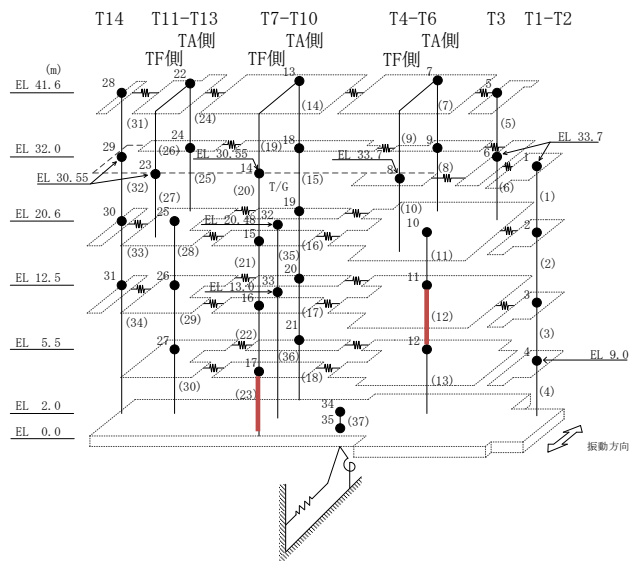 T14 T11-T13 T7-T10 T4-T6 T3 T1-T2
TA側 TA側 TA側
TF側 TF側 TF側
(m)
EL 41.6 28 22 13 7 5
(31) (24) (14) (7) (5)
EL 32.0 29 24 (26) (19) 18 (9) 9 6 EL 33.7
EL 30.55 23 EL 30.55 14 EL 33.7 8 (8) 1
(32) (27) (25) (20) T/G (15) (10) (6) (1)
EL 20.6 30 25 EL 20.48 32 19 10 2
(33) (28) 15 (35) (16) (11) (2)
(21) 20
EL 12.5 31 26 EL 13.0 33 11 3
(34) (29) 16 (17) (12) (3)
EL 5.5 27 (22) (36) 21 12 4 EL 9.0
(30) 17 (23) (18) (13) (4)
EL 2.0 34
EL 0.0 35 (37)
振動方向